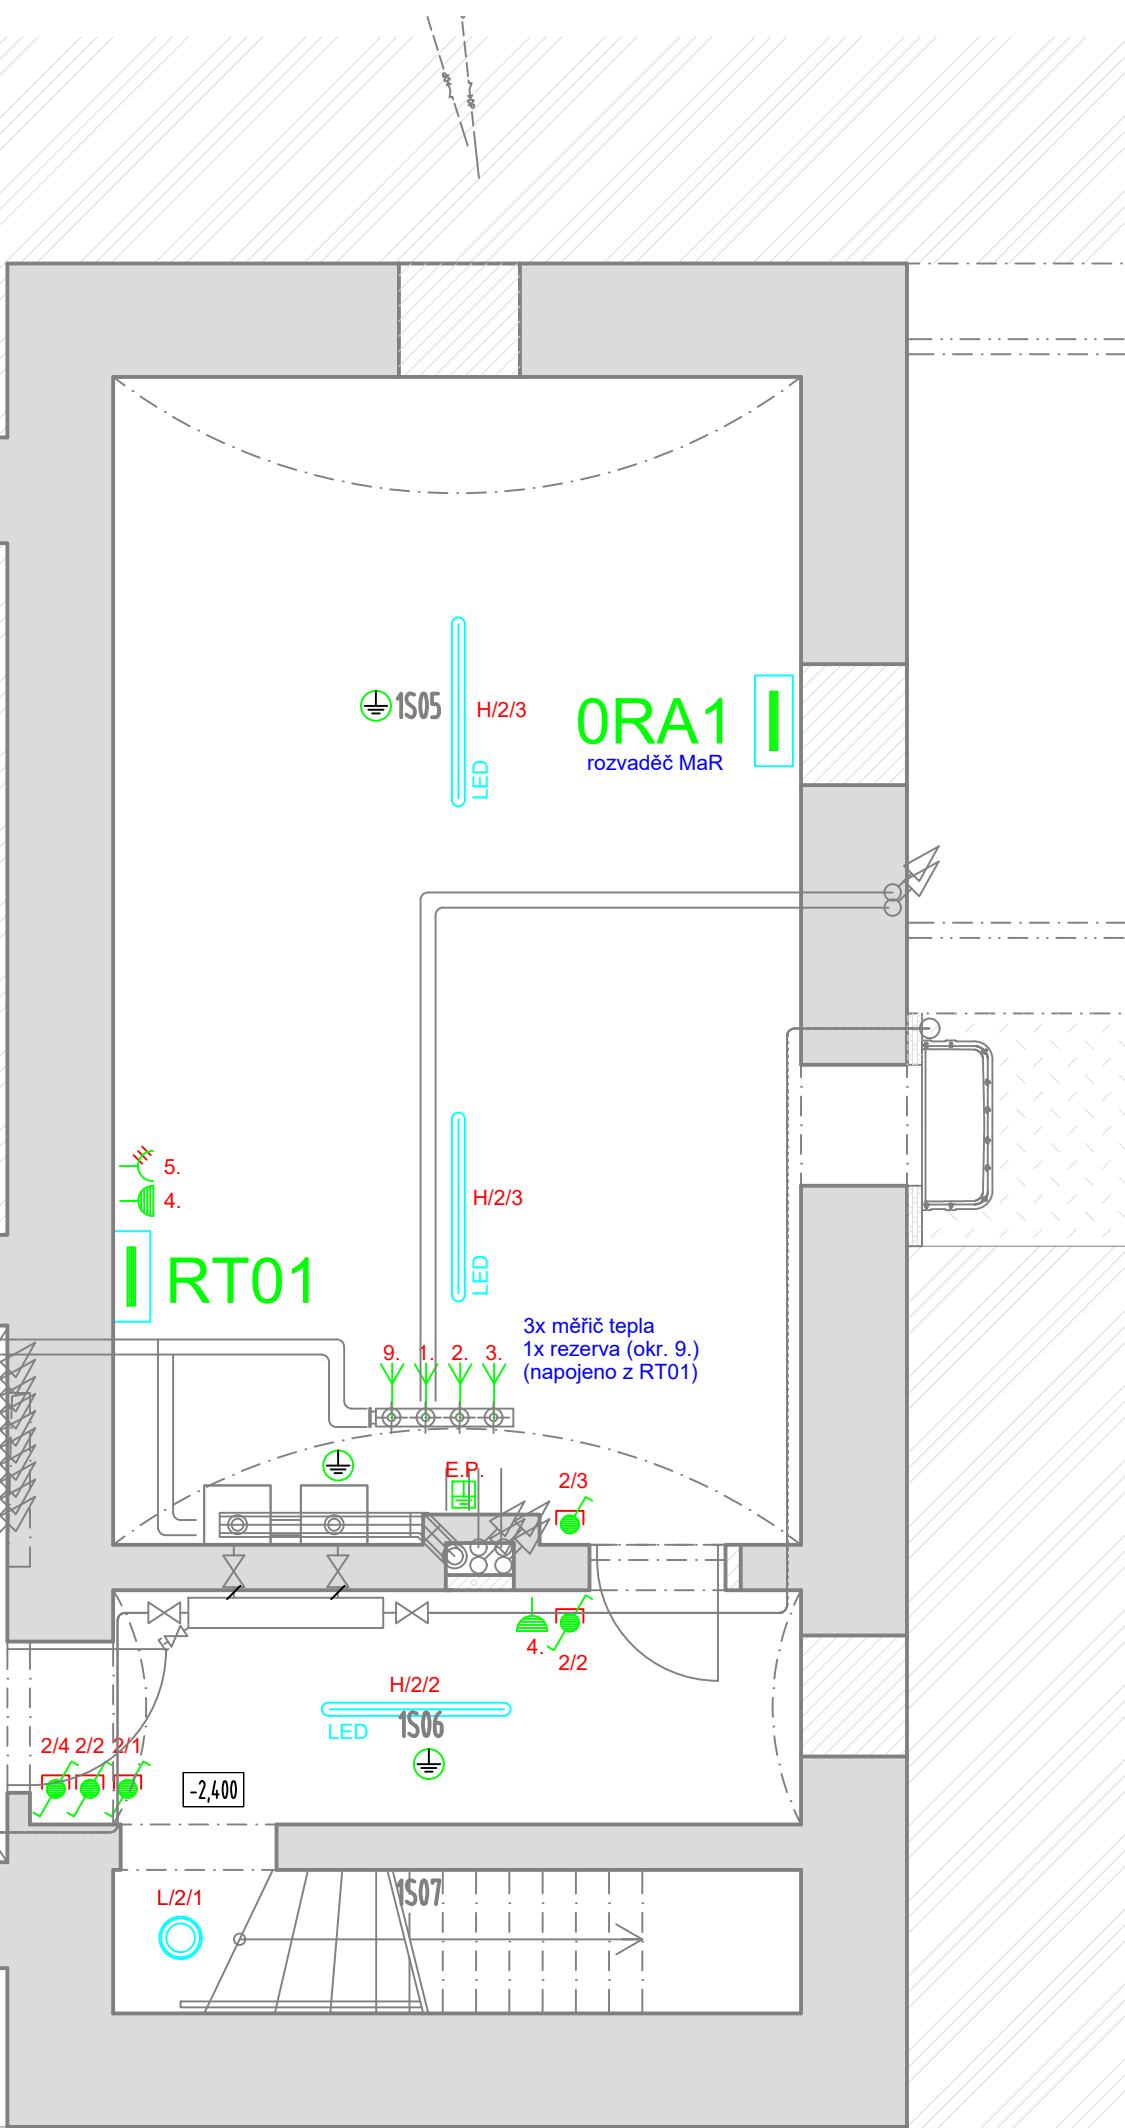 1S05
H/2/3
LED
0RA1
rozvaděč MaR
5.
4.
H/2/3
LED
RT01
3x měřič tepla
1x rezerva (okr. 9.)
(napojeno z RT01)
9. 1. 2. 3.
E.P.
2/3
4.
2/2
H/2/2
LED
1S06
2/4 2/2 2/1
-2,400
1S07
L/2/1